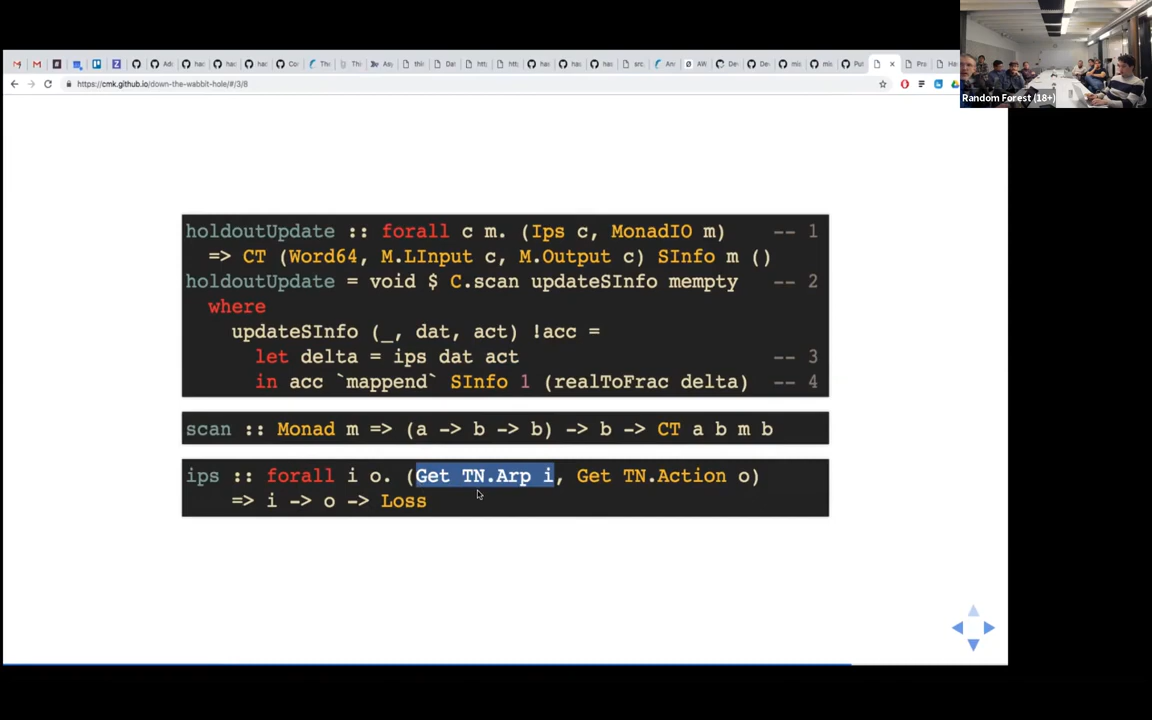 https://cmk.github.io/down-the-wabbit-hole/#/3/8
Random Forest (18+)
holdoutUpdate :: forall c m. (Ips c, MonadIO m) -- 1
=> CT (Word64, M.LInput c, M.Output c) SInfo m ()
holdoutUpdate = void $ C.scan updateSInfo mempty -- 2
where
updateSInfo (_, dat, act) !acc =
let delta = ips dat act -- 3
in acc `mappend` SInfo 1 (realToFrac delta) -- 4
scan :: Monad m => (a -> b -> b) -> b -> CT a b m b
ips :: forall i o. (Get TN.Arp i, Get TN.Action o)
=> i -> o -> Loss